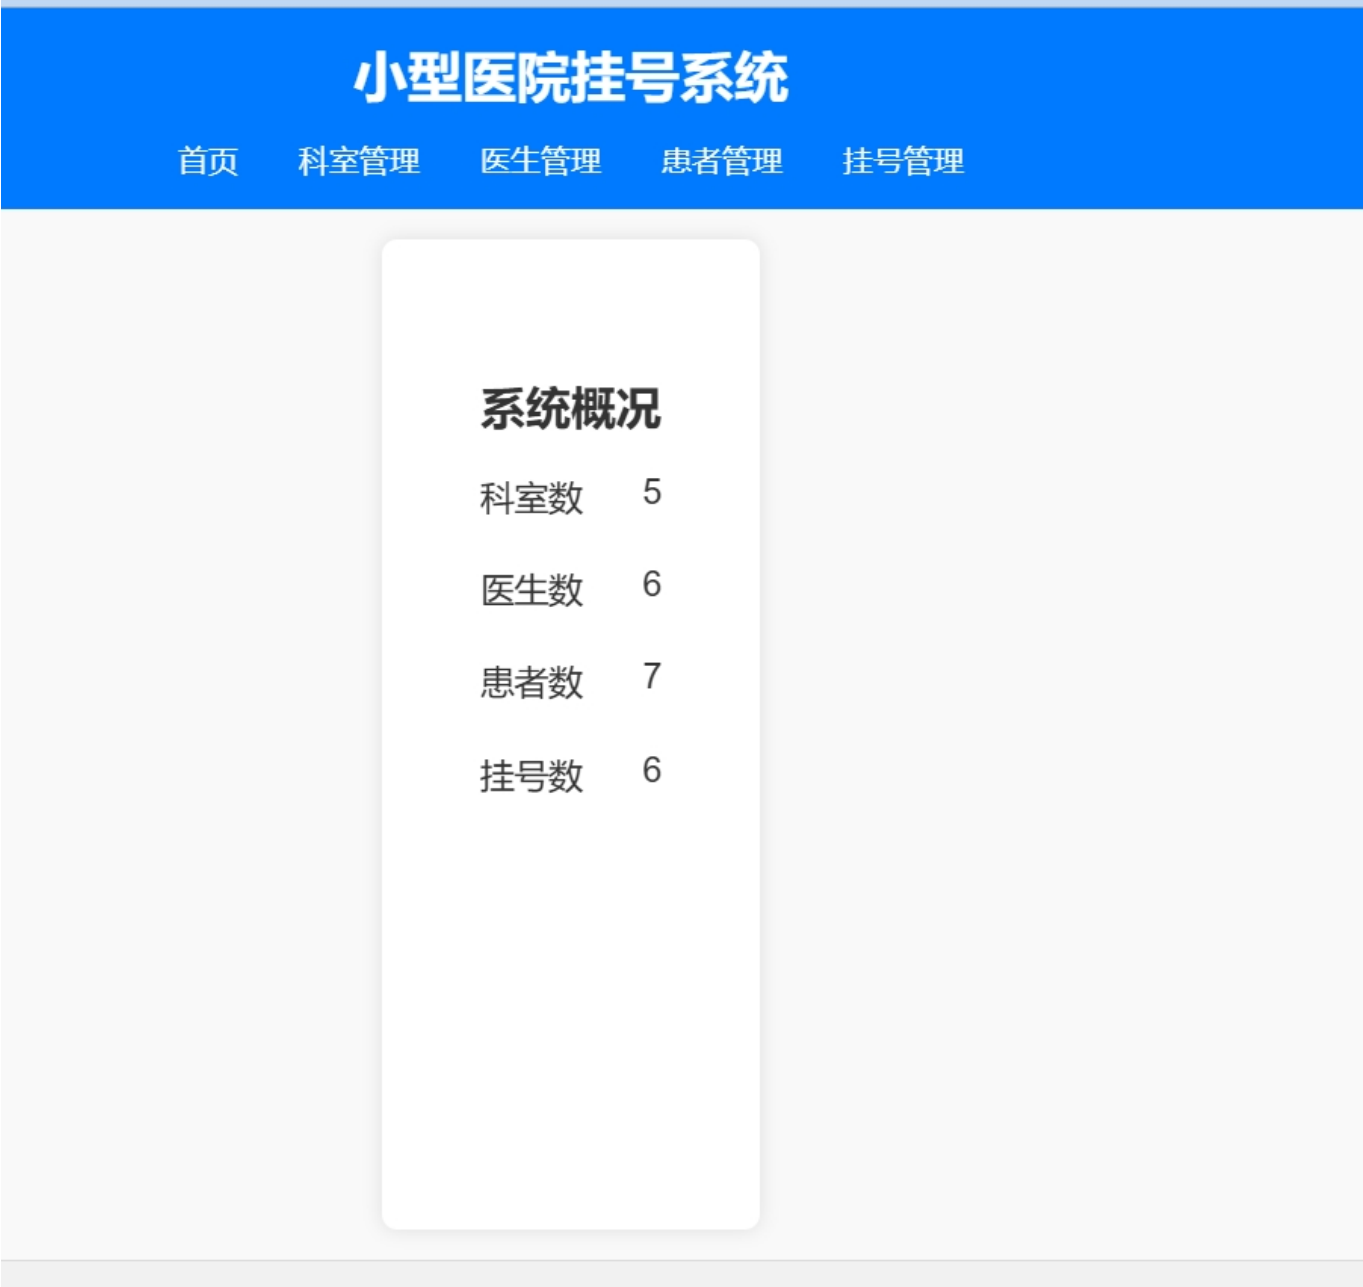 小型医院挂号系统
首页 科室管理 医生管理 患者管理 挂号管理
系统概况
科室数 5
医生数 6
患者数 7
挂号数 6